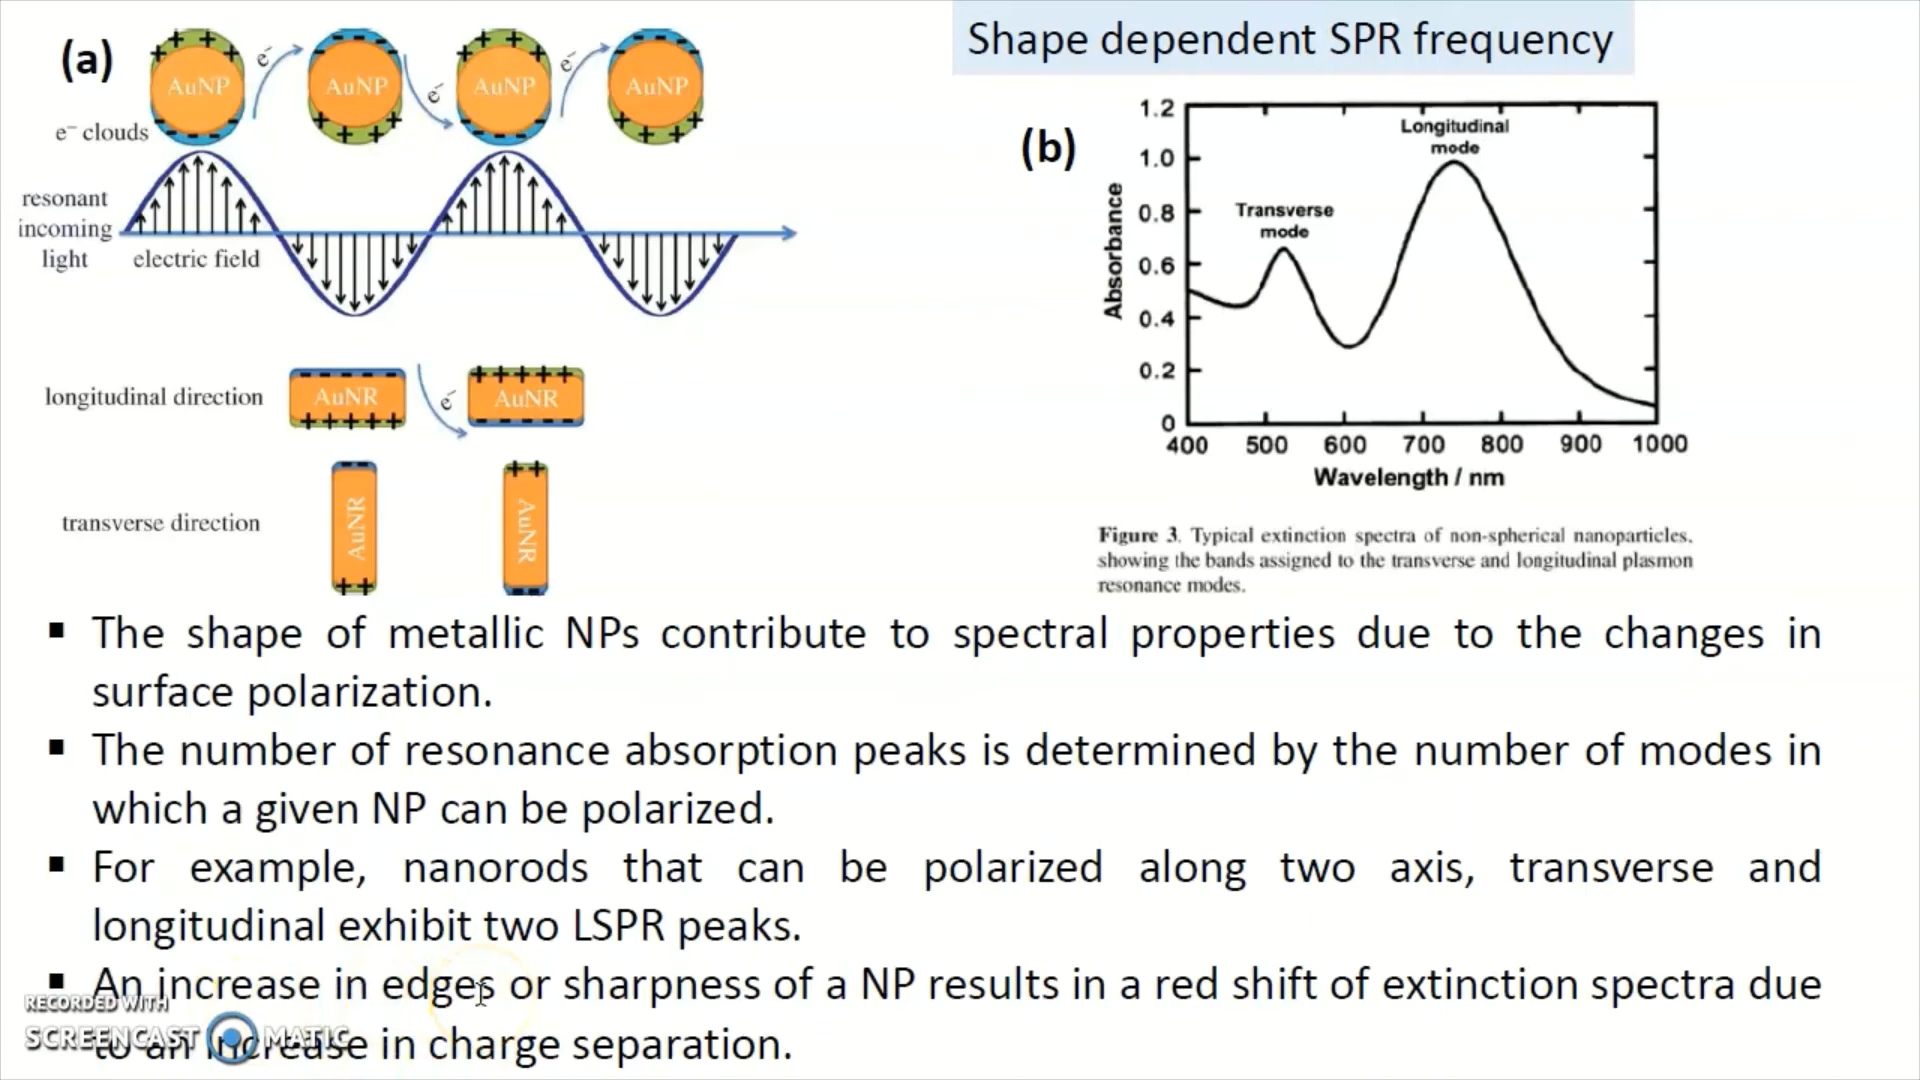 Shape dependent SPR frequency
(a)
AuNP AuNP AuNP AuNP
e⁻ e⁻ e⁻
e⁻ clouds
resonant
incoming
light
electric field
longitudinal direction
AuNR AuNR
e⁻
transverse direction
AuNR AuNR
(b)
1.2
1.0
0.8
0.6
0.4
0.2
0
Absorbance
Transverse
mode
Longitudinal
mode
400 500 600 700 800 900 1000
Wavelength / nm
Figure 3. Typical extinction spectra of non-spherical nanoparticles,
showing the bands assigned to the transverse and longitudinal plasmon
resonance modes.
▪ The shape of metallic NPs contribute to spectral properties due to the changes in
surface polarization.
▪ The number of resonance absorption peaks is determined by the number of modes in
which a given NP can be polarized.
▪ For example, nanorods that can be polarized along two axis, transverse and
longitudinal exhibit two LSPR peaks.
▪ An increase in edges or sharpness of a NP results in a red shift of extinction spectra due
to an increase in charge separation.
RECORDED WITH
SCREENCAST MATIC